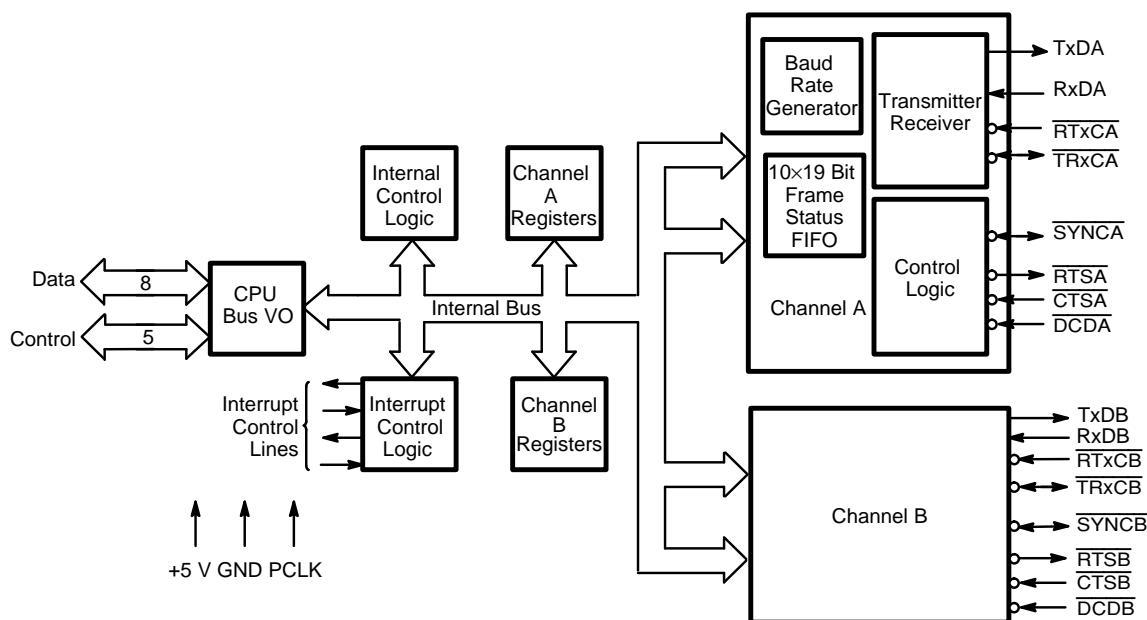 Data
8
Control
5
CPU
Bus VO
Internal
Control
Logic
Channel
A
Registers
Internal Bus
Interrupt
Control
Lines
Interrupt
Control
Logic
Channel
B
Registers
+5 V GND PCLK
Baud
Rate
Generator
Transmitter
Receiver
10×19 Bit
Frame
Status
FIFO
Control
Logic
Channel A
TxDA
RxDA
RTxCA
TRxCA
SYNCA
RTSA
CTSA
DCDA
Channel B
TxDB
RxDB
RTxCB
TRxCB
SYNCB
RTSB
CTSB
DCDB